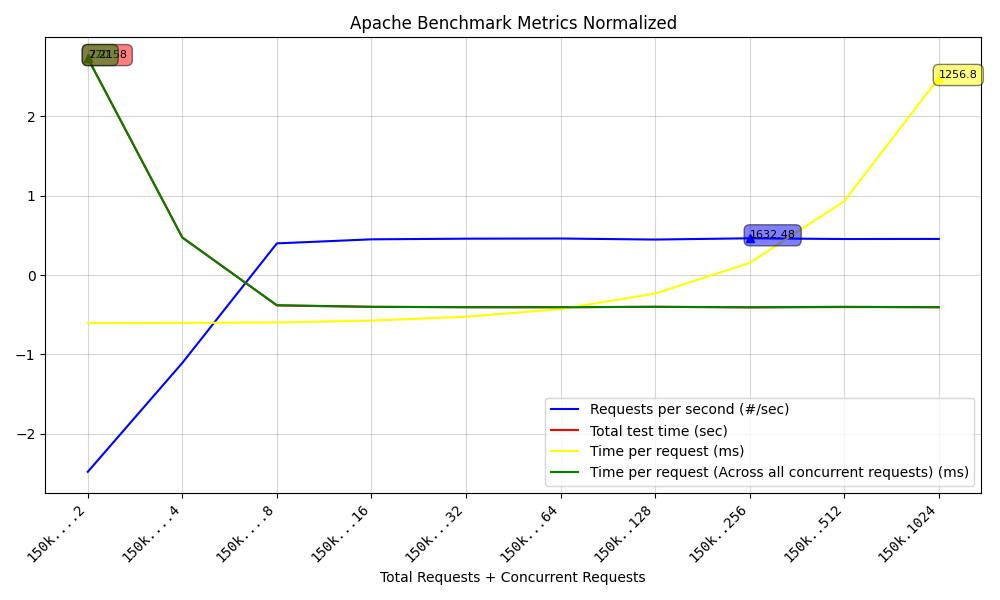 Apache Benchmark Metrics Normalized
1256.8
1632.48
2
1
0
−1
−2
Requests per second (#/sec)
Total test time (sec)
Time per request (ms)
Time per request (Across all concurrent requests) (ms)
150k....2
150k....4
150k....8
150k...16
150k...32
150k...64
150k..128
150k..256
150k..512
150k.1024
Total Requests + Concurrent Requests